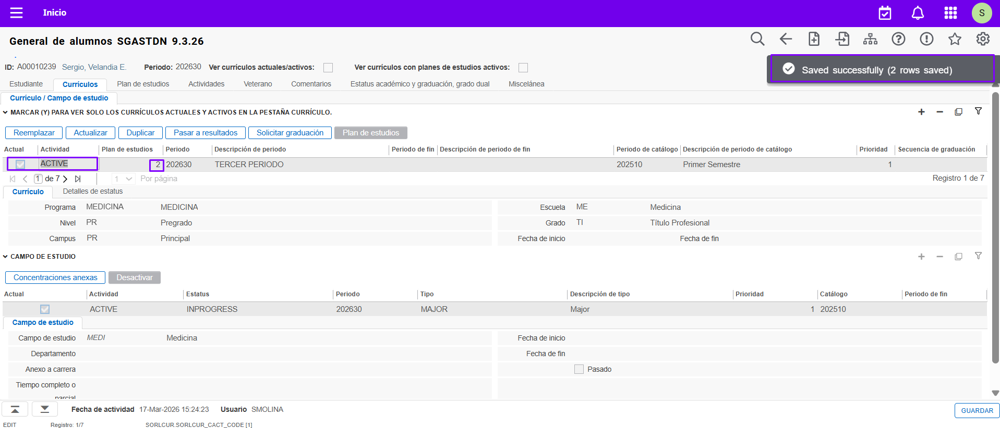 Inicio
S
General de alumnos SGASTDN 9.3.26
ID: A00010239 Sergio, Velandia E. Periodo: 202630 Ver currículos actuales/activos: Ver currículos con planes de estudios activos:
Saved successfully (2 rows saved)
Estudiante Currículos Plan de estudios Actividades Veterano Comentarios Estatus académico y graduación, grado dual Miscelánea
Currículo / Campo de estudio
MARCAR (Y) PARA VER SOLO LOS CURRÍCULOS ACTUALES Y ACTIVOS EN LA PESTAÑA CURRÍCULO.
Reemplazar Actualizar Duplicar Pasar a resultados Solicitar graduación Plan de estudios
Actual Actividad Plan de estudios Periodo Descripción de periodo Periodo de fin Descripción de periodo de fin Periodo de catálogo Descripción de periodo de catálogo Prioridad Secuencia de graduación
ACTIVE 2 202630 TERCER PERIODO 202510 Primer Semestre 1
1 de 7 1 Por página Registro 1 de 7
Currículo Detalles de estatus
Programa MEDICINA MEDICINA Escuela ME Medicina
Nivel PR Pregrado Grado TI Título Profesional
Campus PR Principal Fecha de inicio Fecha de fin
CAMPO DE ESTUDIO
Concentraciones anexas Desactivar
Actual Actividad Estatus Periodo Tipo Descripción de tipo Prioridad Catálogo Periodo de fin
ACTIVE INPROGRESS 202630 MAJOR Major 1 202510
Campo de estudio
Campo de estudio MEDI Medicina Fecha de inicio
Departamento Fecha de fin
Anexo a carrera Pasado
Tiempo completo o
parcial
Fecha de actividad 17-Mar-2026 15:24:23 Usuario SMOLINA GUARDAR
EDIT Registro: 1/7 SORLCUR.SORLCUR_CACT_CODE [1]